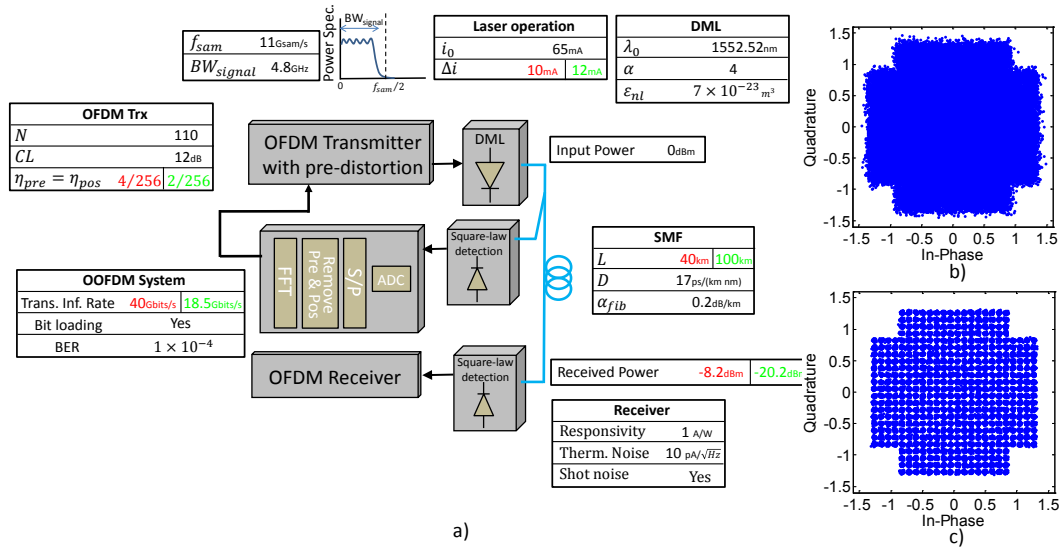 f_sam 11Gsam/s
BW_signal 4.8GHz
Power Spec.
BW_signal
0 f_sam/2
Laser operation
i_0 65mA
Δi 10mA 12mA
DML
λ_0 1552.52nm
α 4
ε_nl 7 × 10^-23 m^3
OFDM Trx
N 110
CL 12dB
η_pre = η_pos 4/256 2/256
OFDM Transmitter
with pre-distortion
DML
Input Power 0dBm
FFT
Remove
Pre & Pos
S/P
ADC
Square-law
detection
SMF
L 40km 100km
D 17ps/(km nm)
α_fib 0.2dB/km
OOFDM System
Trans. Inf. Rate 40Gbits/s 18.5Gbits/s
Bit loading Yes
BER 1 × 10^-4
OFDM Receiver
Square-law
detection
Received Power -8.2dBm -20.2dBm
Receiver
Responsivity 1 A/W
Therm. Noise 10 pA/√Hz
Shot noise Yes
a)
Quadrature
1.5
1
0.5
0
-0.5
-1
-1.5
-1.5 -1 -0.5 0 0.5 1 1.5
In-Phase
b)
Quadrature
1.5
1
0.5
0
-0.5
-1
-1.5
-1.5 -1 -0.5 0 0.5 1 1.5
In-Phase
c)